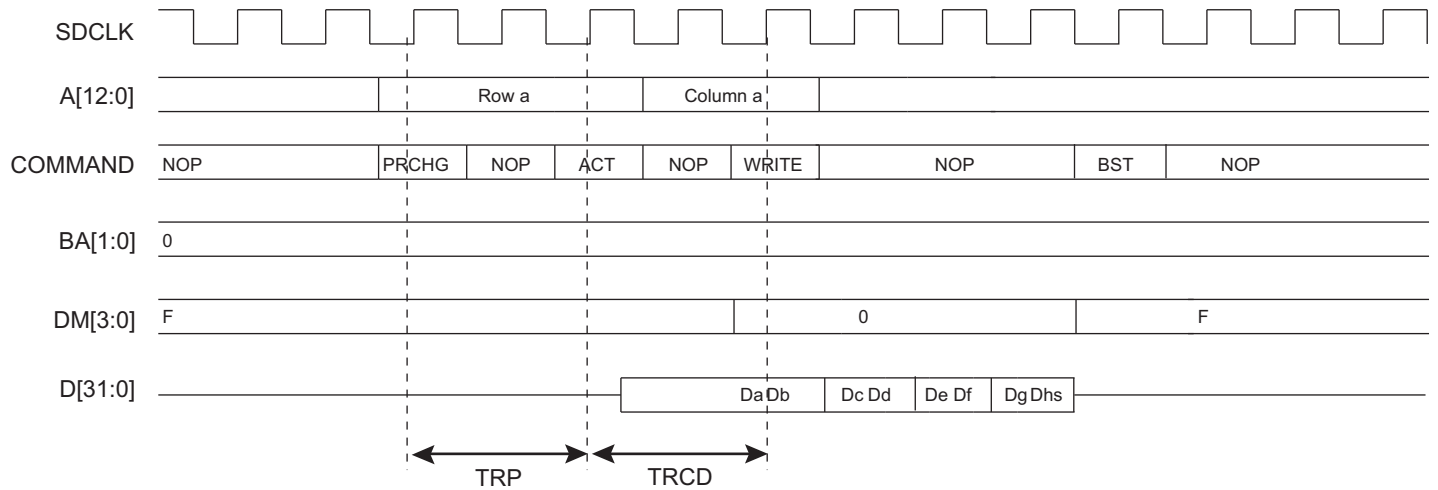 SDCLK
A[12:0] Row a Column a
COMMAND NOP PRCHG NOP ACT NOP WRITE NOP BST NOP
BA[1:0] 0
DM[3:0] F 0 F
D[31:0] Da Db Dc Dd De Df Dg Dhs
TRP TRCD